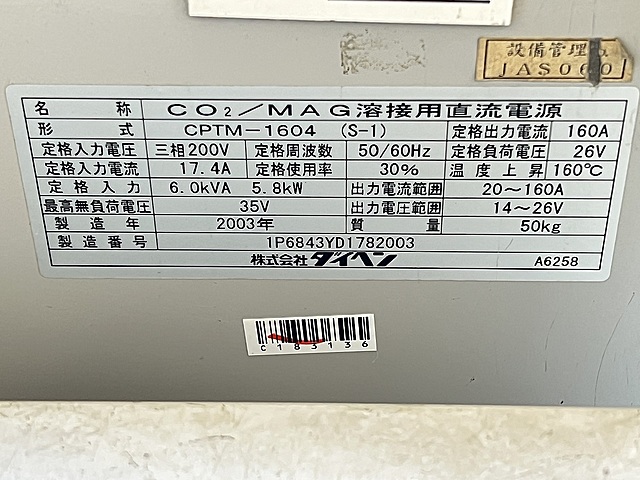 設備管理
JAS060
名称 CO₂/MAG溶接用直流電源
形式 CPTM-1604 (S-1) 定格出力電流 160A
定格入力電圧 三相200V 定格周波数 50/60Hz 定格負荷電圧 26V
定格入力電流 17.4A 定格使用率 30% 温度上昇 160℃
定格入力 6.0kVA 5.8kW 出力電流範囲 20～160A
最高無負荷電圧 35V 出力電圧範囲 14～26V
製造年 2003年 質量 50kg
製造番号 1P6843YD1782003
株式会社ダイヘン A6258
C183136